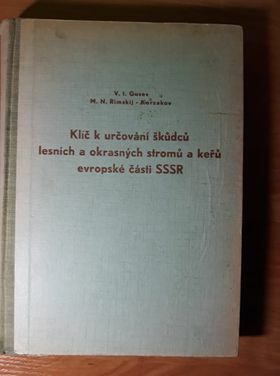 V. I. Gusev
M. N. Rimskij - Korsakov
Klíč k určování škůdců
lesních a okrasných stromů a keřů
evropské části SSSR